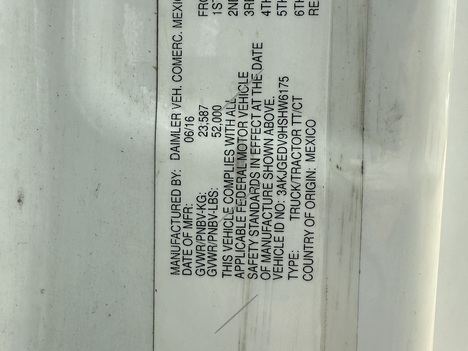 MANUFACTURED BY: DAIMLER VEH. COMERC. MEXIC
DATE OF MFR: 06/16
GVWR/PNBV-KG: 23,587
GVWR/PNBV-LBS: 52,000
THIS VEHICLE COMPLIES WITH ALL
APPLICABLE FEDERAL MOTOR VEHICLE
SAFETY STANDARDS IN EFFECT AT THE DATE
OF MANUFACTURE SHOWN ABOVE.
VEHICLE ID NO: 3AKJGEDV9HSHW6175
TYPE: TRUCK/TRACTOR TT/CT
COUNTRY OF ORIGIN: MEXICO
FRO
1ST
2ND
3RD
4TH
5TH
6TH
RE